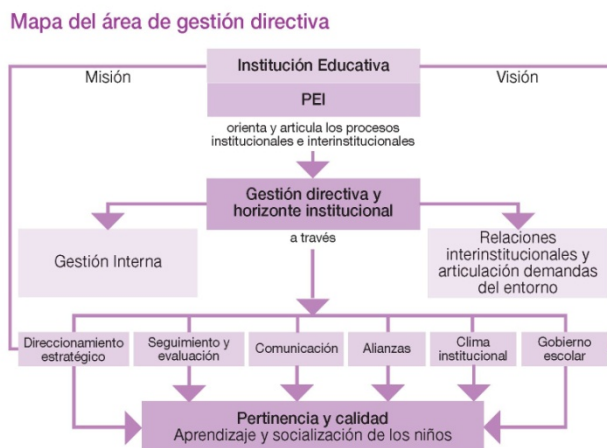 Mapa del área de gestión directiva
Institución Educativa
Misión
Visión
PEI
orienta y articula los procesos
institucionales e interinstitucionales
Gestión directiva y
horizonte institucional
Gestión Interna
a través
Relaciones
interinstitucionales y
articulación demandas
del entorno
Direccionamiento
estratégico
Seguimiento y
evaluación
Comunicación
Alianzas
Clima
institucional
Gobierno
escolar
Pertinencia y calidad
Aprendizaje y socialización de los niños